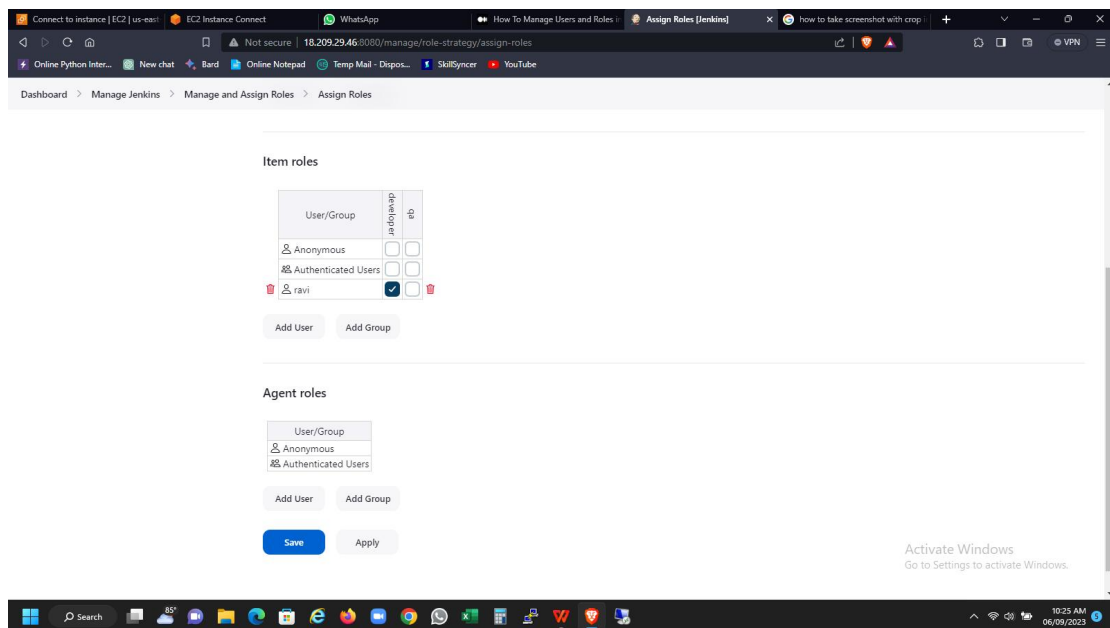 Connect to instance | EC2 | us-east
EC2 Instance Connect
WhatsApp
How To Manage Users and Roles in
Assign Roles [Jenkins]
how to take screenshot with crop
Not secure | 18.209.29.46:8080/manage/role-strategy/assign-roles
VPN
Online Python Inter...
New chat
Bard
Online Notepad
Temp Mail - Dispos...
SkillSyncer
YouTube
Dashboard > Manage Jenkins > Manage and Assign Roles > Assign Roles
Item roles
User/Group developer qa
Anonymous
Authenticated Users
ravi
Add User Add Group
Agent roles
User/Group
Anonymous
Authenticated Users
Add User Add Group
Save Apply
Activate Windows
Go to Settings to activate Windows.
Search
85°
10:25 AM
06/09/2023